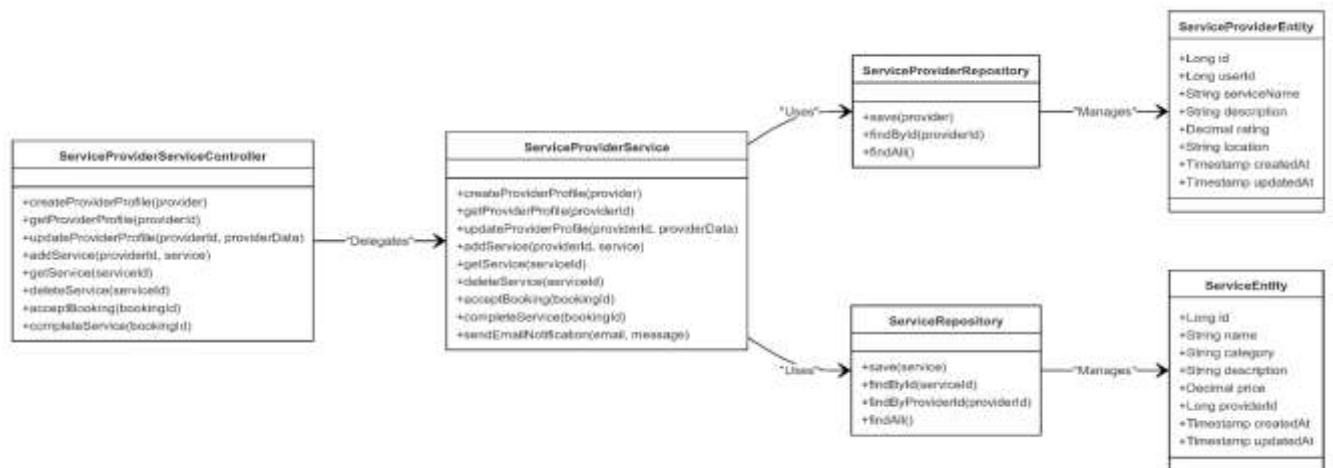 ServiceProviderServiceController
+createProviderProfile(provider)
+getProviderProfile(providerId)
+updateProviderProfile(providerId, providerData)
+addService(providerId, service)
+getService(serviceId)
+deleteService(serviceId)
+acceptBooking(bookingId)
+completeService(bookingId)
"Delegates"
ServiceProviderService
+createProviderProfile(provider)
+getProviderProfile(providerId)
+updateProviderProfile(providerId, providerData)
+addService(providerId, service)
+getService(serviceId)
+deleteService(serviceId)
+acceptBooking(bookingId)
+completeService(bookingId)
+sendEmailNotification(email, message)
"Uses"
ServiceProviderRepository
+save(provider)
+findById(providerId)
+findAll()
"Manages"
ServiceProviderEntity
+Long id
+Long userId
+String serviceName
+String description
+Decimal rating
+String location
+Timestamp createdAt
+Timestamp updatedAt
"Uses"
ServiceRepository
+save(service)
+findById(serviceId)
+findByProviderId(providerId)
+findAll()
"Manages"
ServiceEntity
+Long id
+String name
+String category
+String description
+Decimal price
+Long providerId
+Timestamp createdAt
+Timestamp updatedAt